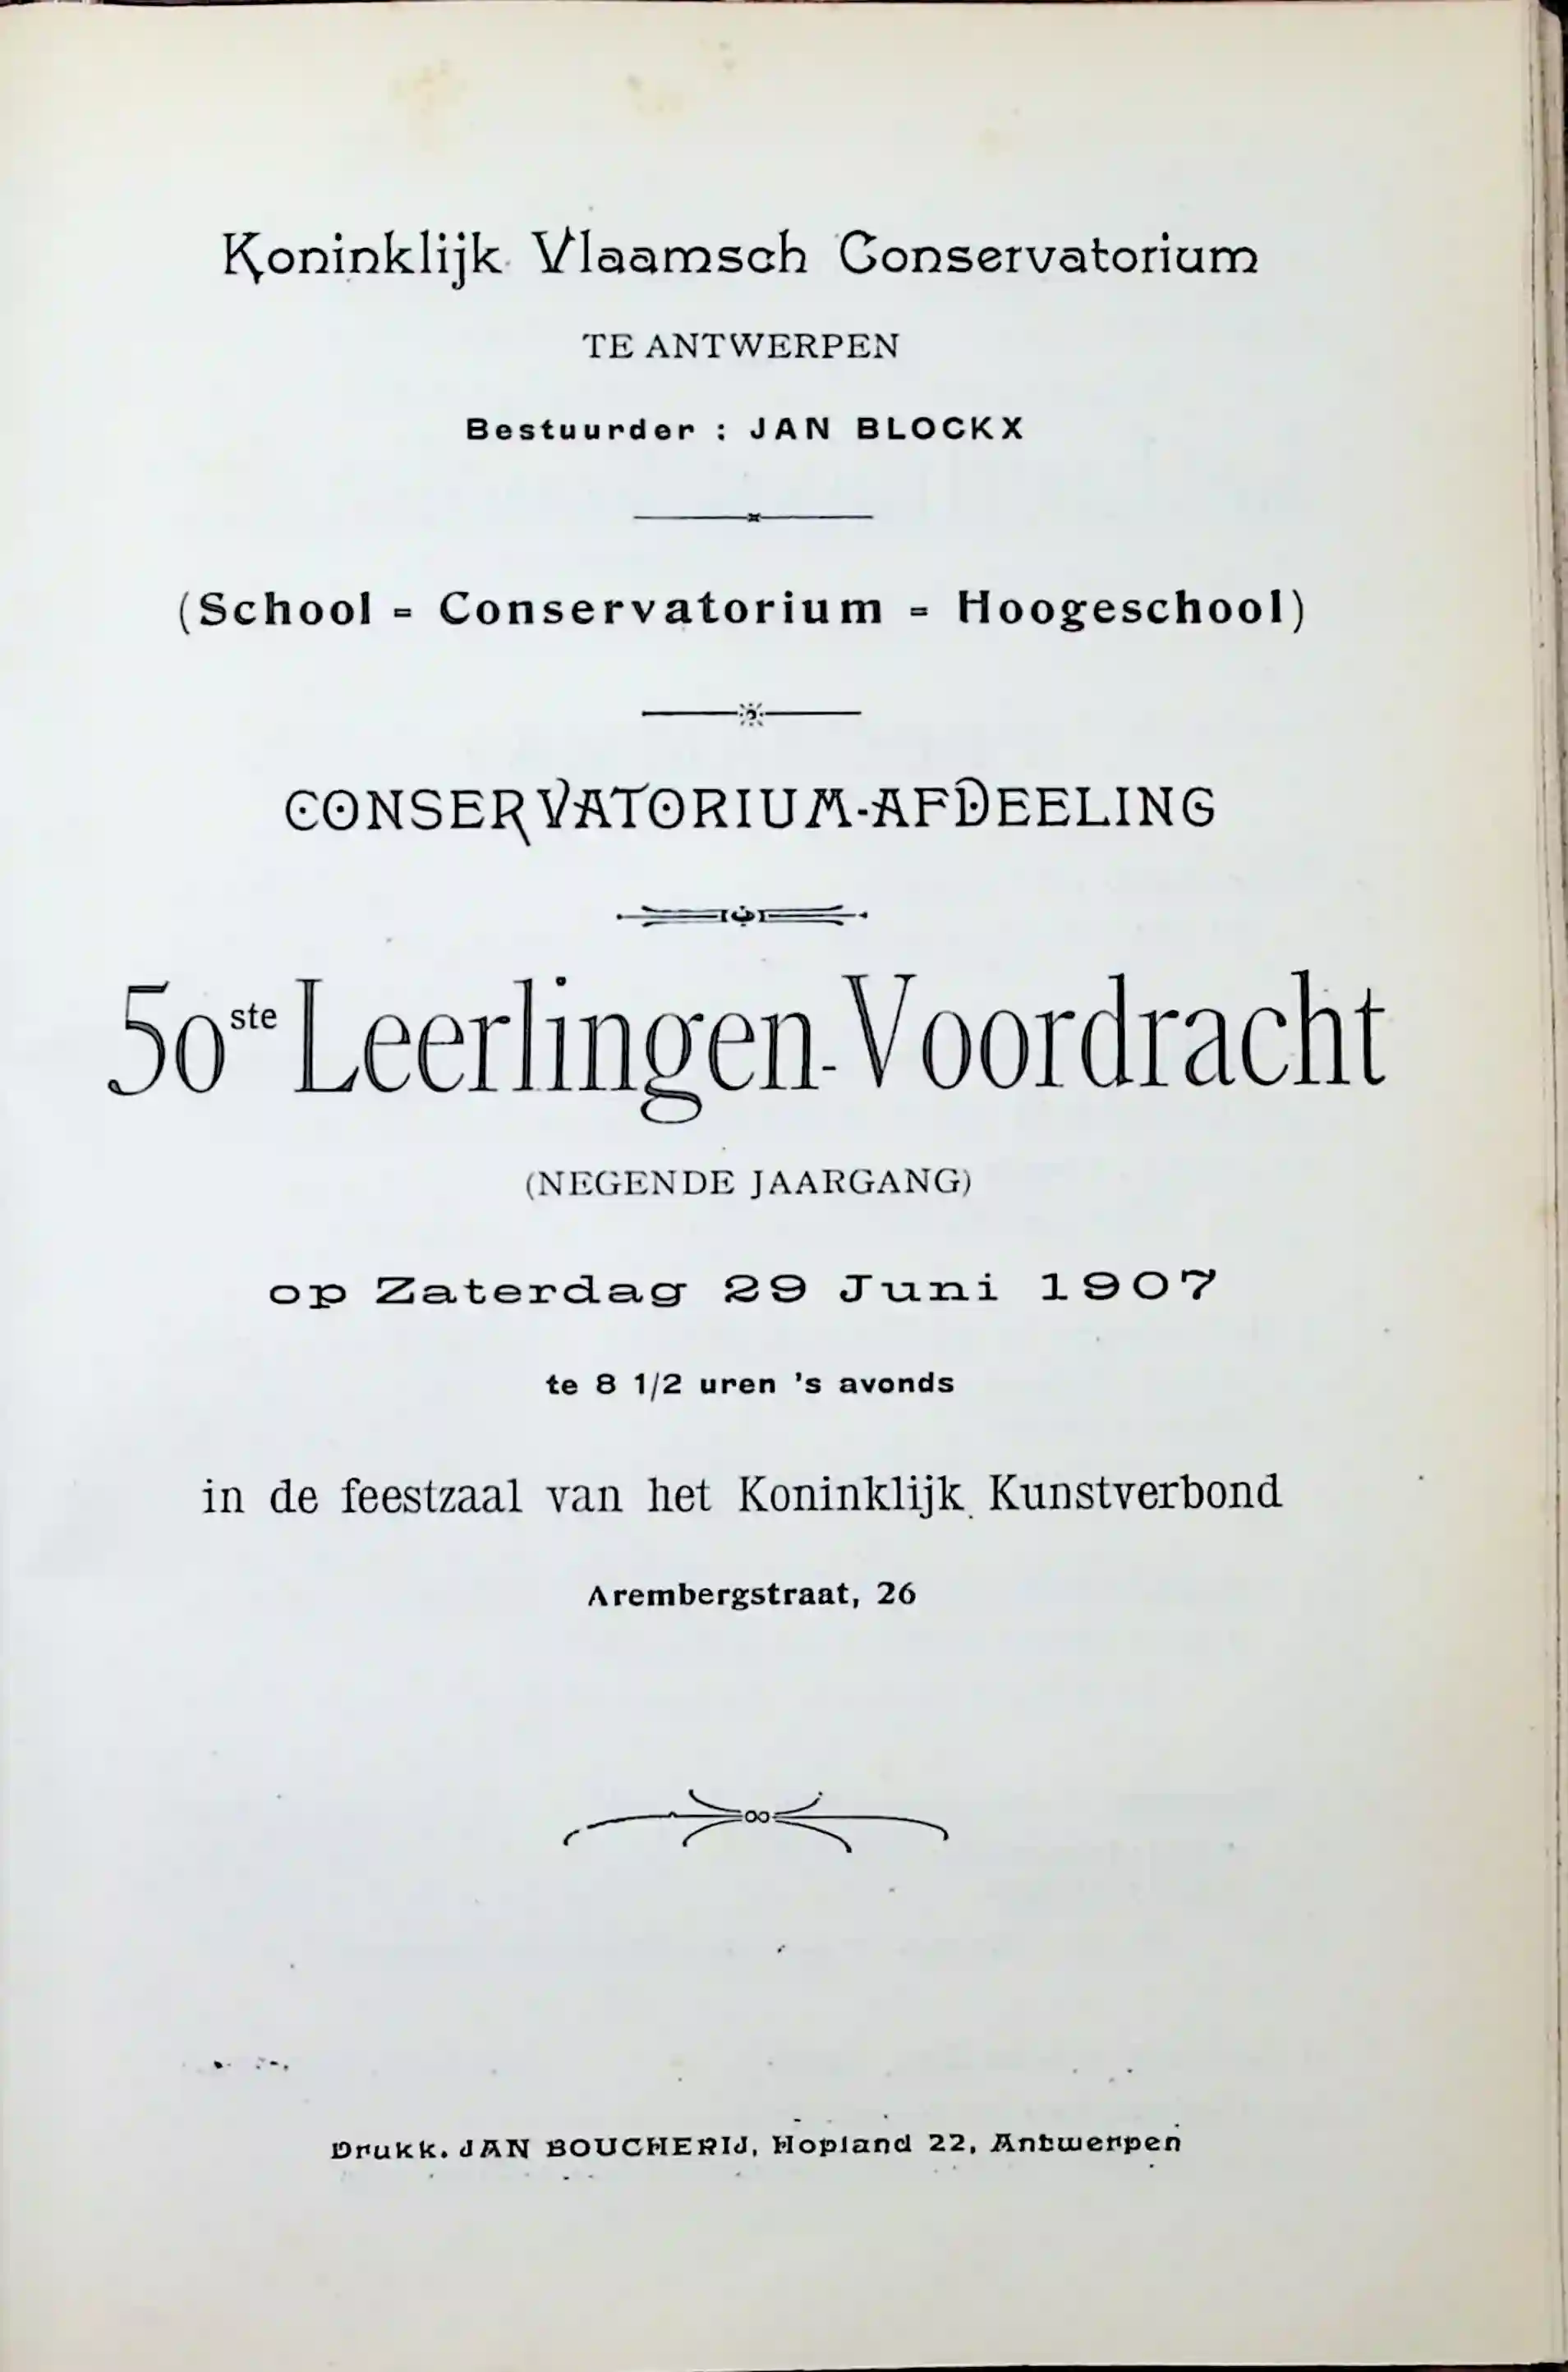 Koninklijk Vlaamsch Conservatorium
TE ANTWERPEN
Bestuurder : JAN BLOCKX
(School = Conservatorium = Hoogeschool)
CONSERVATORIUM-AFDEELING
50ste Leerlingen-Voordracht
(NEGENDE JAARGANG)
op Zaterdag 29 Juni 1907
te 8 1/2 uren 's avonds
in de feestzaal van het Koninklijk Kunstverbond
Arembergstraat, 26
Drukk. JAN BOUCHERIJ, Hopland 22, Antwerpen